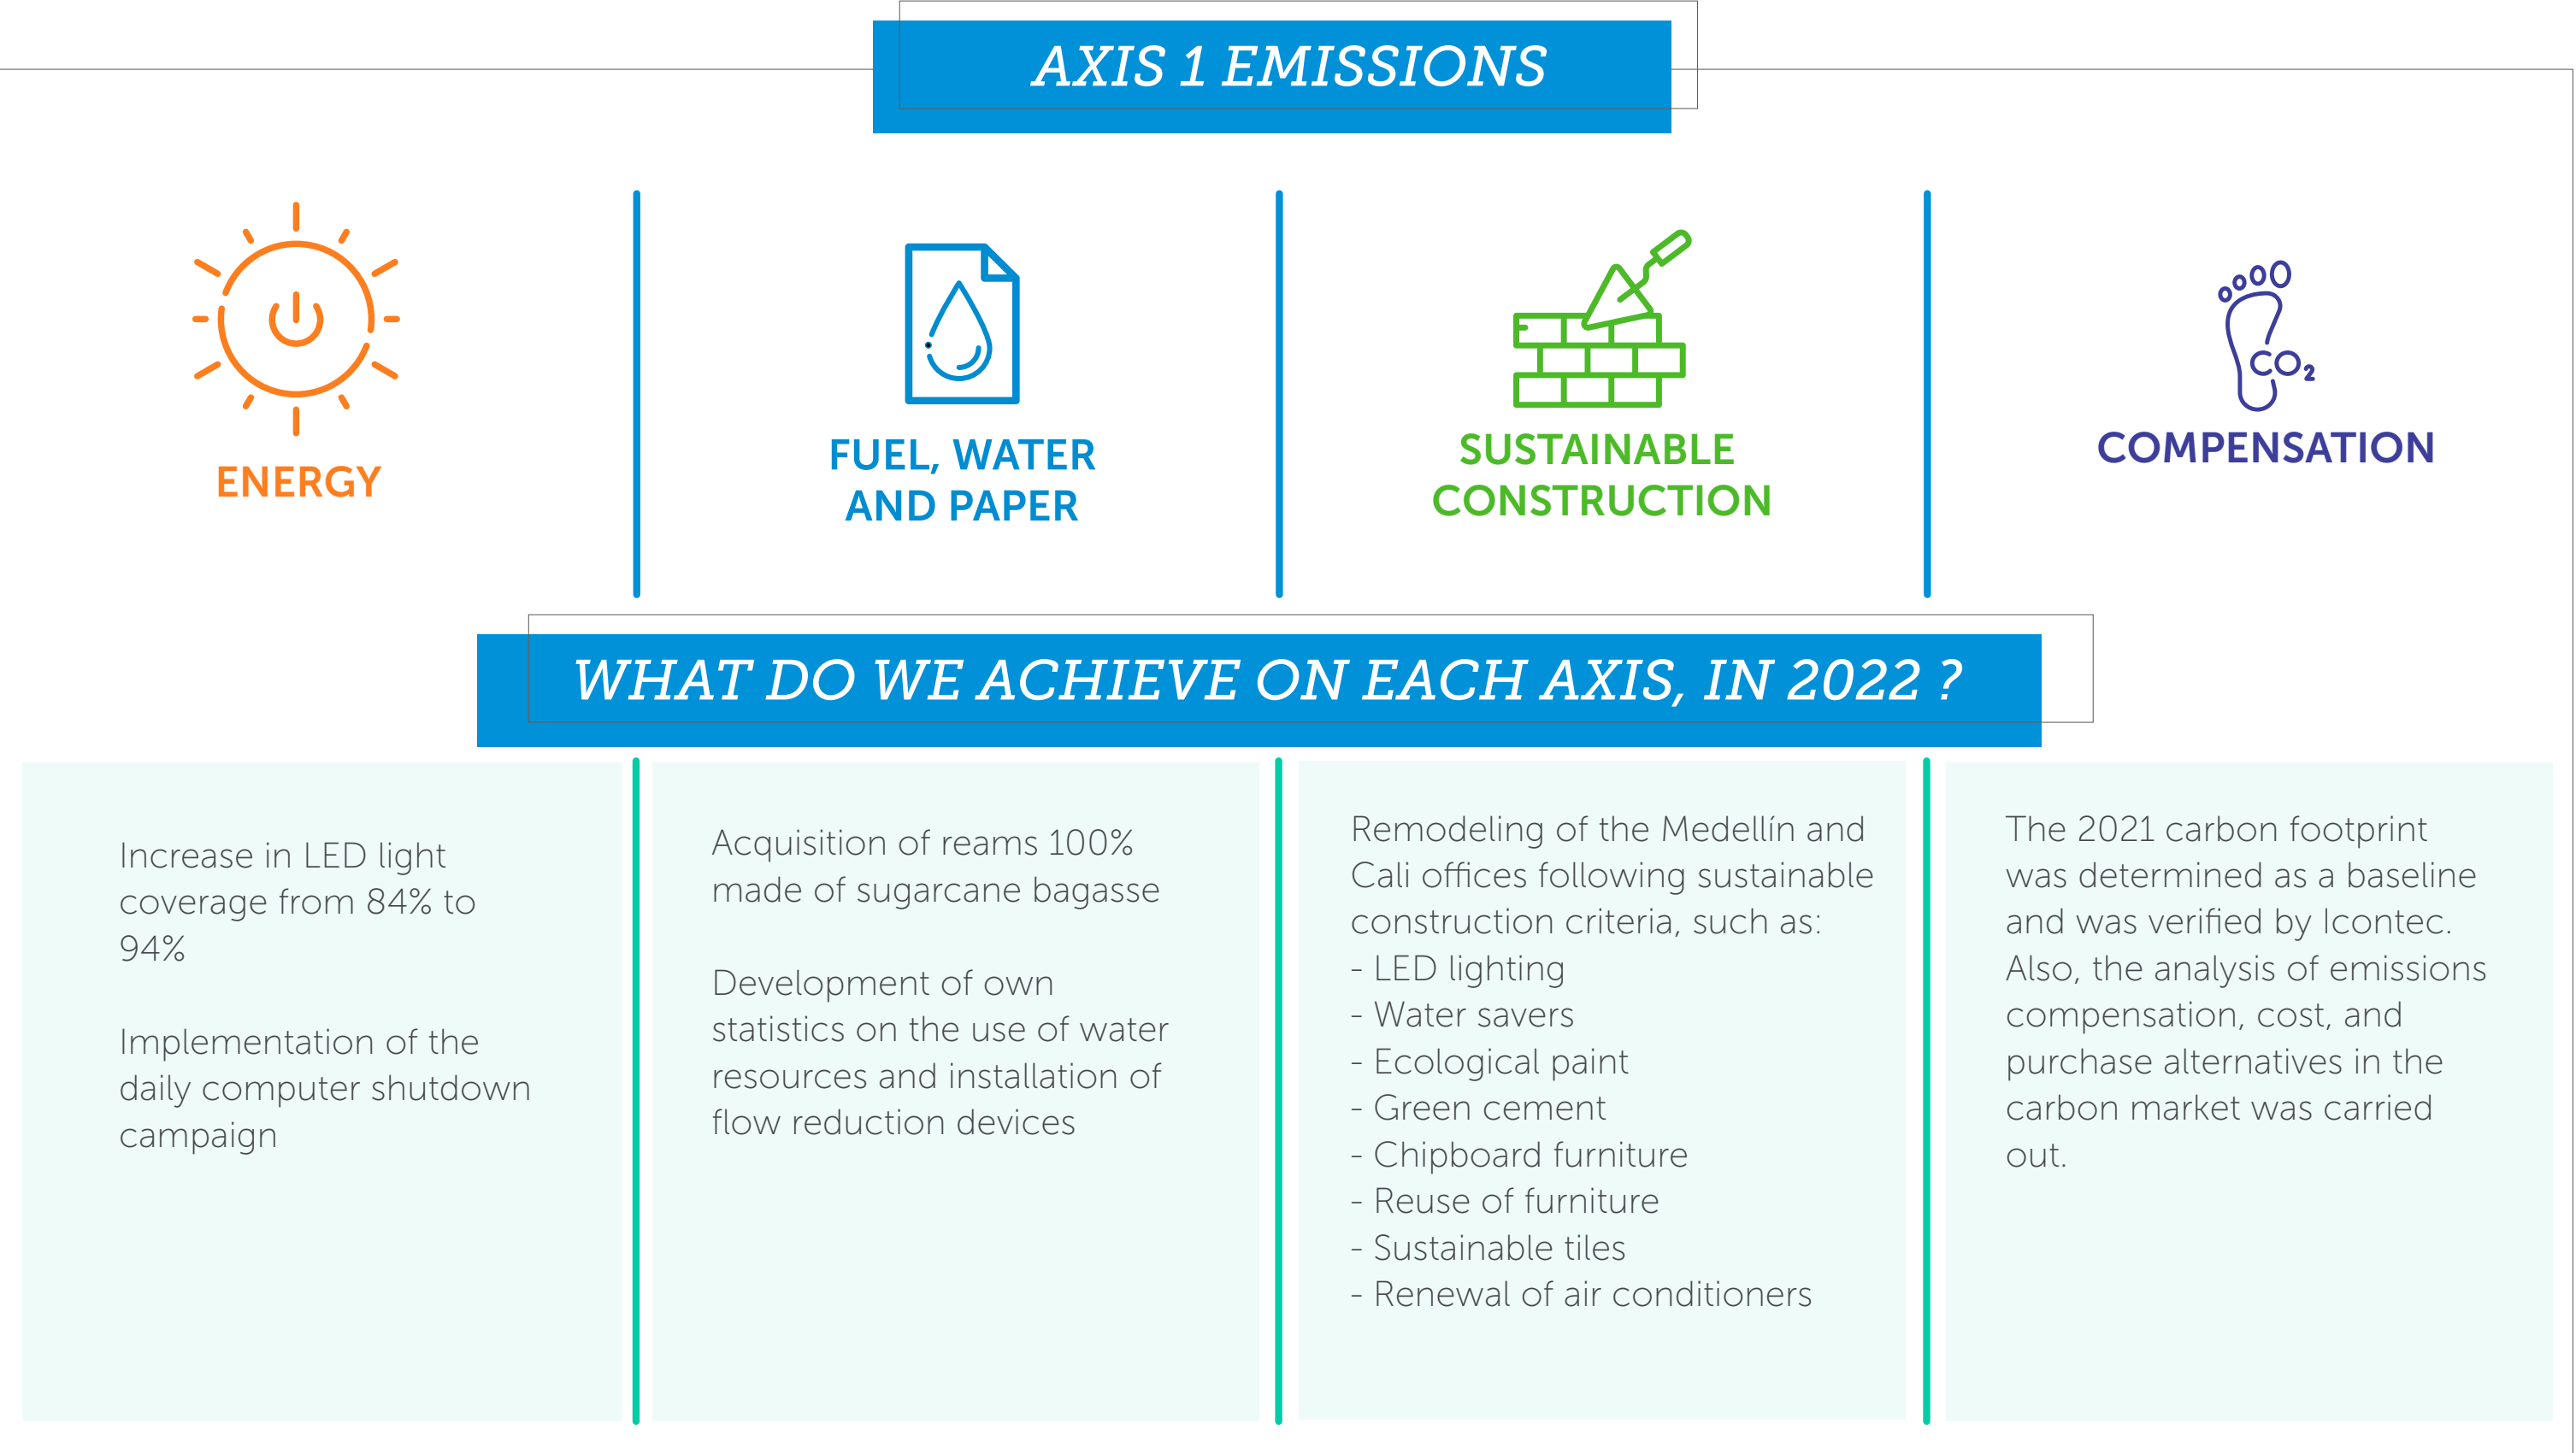 AXIS 1 EMISSIONS
ENERGY
FUEL, WATER
AND PAPER
SUSTAINABLE
CONSTRUCTION
CO₂
COMPENSATION
WHAT DO WE ACHIEVE ON EACH AXIS, IN 2022 ?
Increase in LED light
coverage from 84% to
94%
Implementation of the
daily computer shutdown
campaign
Acquisition of reams 100%
made of sugarcane bagasse
Development of own
statistics on the use of water
resources and installation of
flow reduction devices
Remodeling of the Medellín and
Cali offices following sustainable
construction criteria, such as:
- LED lighting
- Water savers
- Ecological paint
- Green cement
- Chipboard furniture
- Reuse of furniture
- Sustainable tiles
- Renewal of air conditioners
The 2021 carbon footprint
was determined as a baseline
and was verified by Icontec.
Also, the analysis of emissions
compensation, cost, and
purchase alternatives in the
carbon market was carried
out.